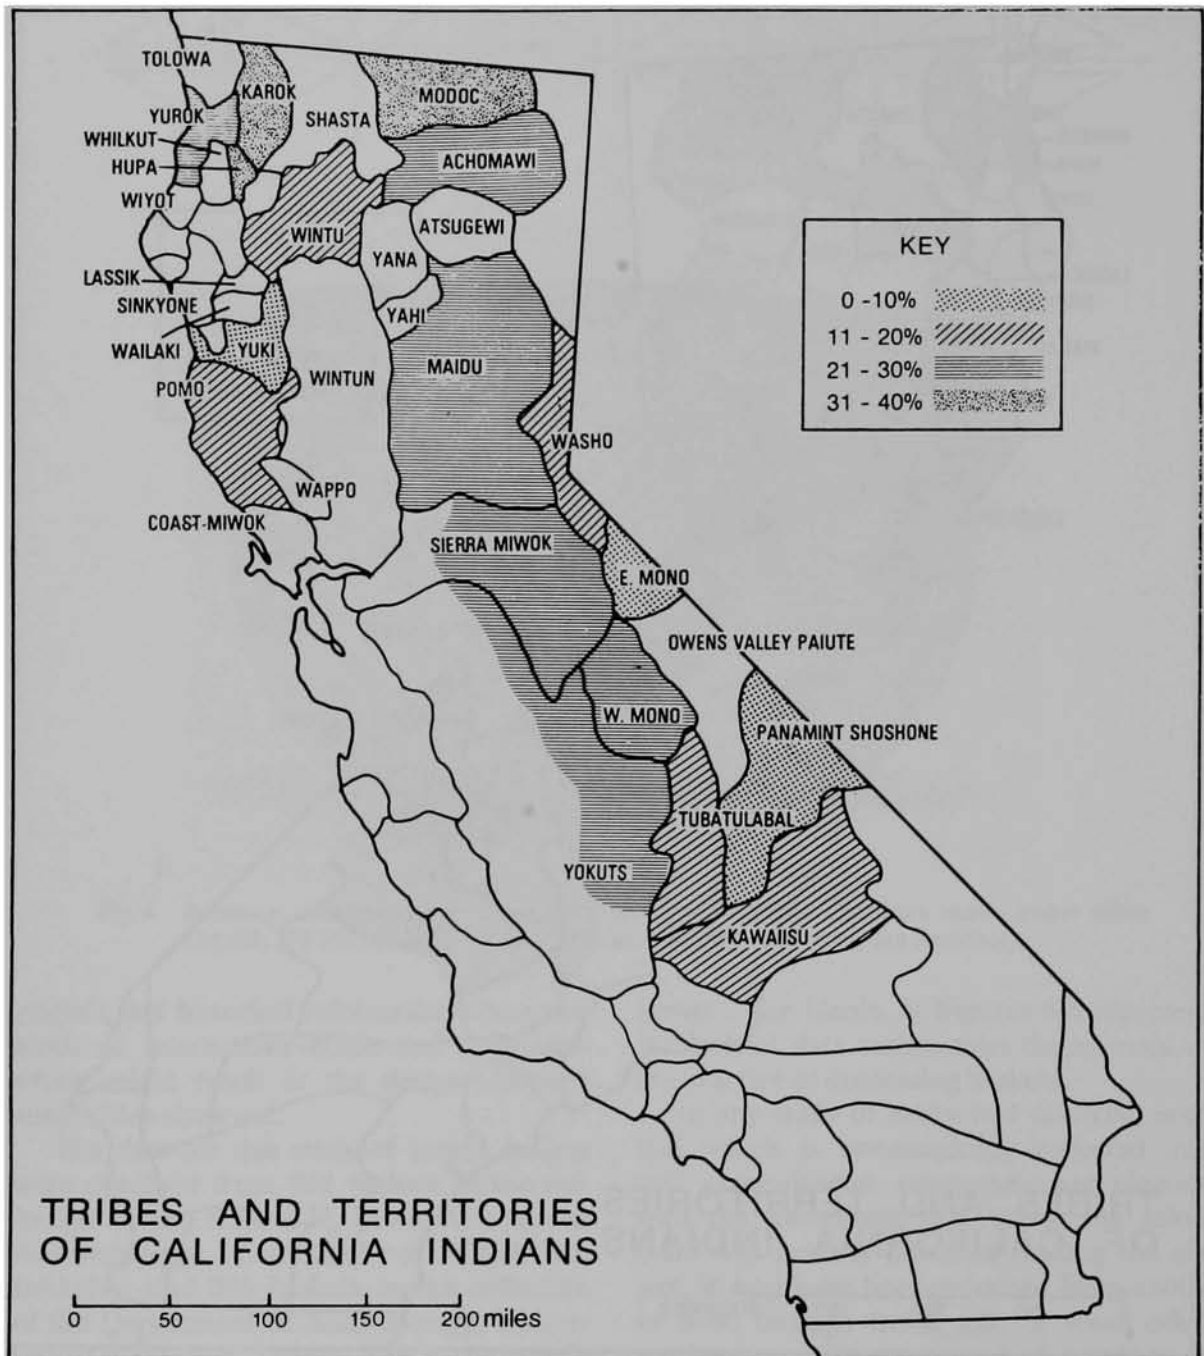 TOLOWA
KAROK
MODOC
YUROK
SHASTA
WHILKUT
HUPA
ACHOMAWI
WIYOT
WINTU
ATSUGEWI
YANA
LASSIK
SINKYONE
YAHI
WAILAKI
YUKI
WINTUN
MAIDU
POMO
WASHO
WAPPO
COAST-MIWOK
SIERRA MIWOK
E. MONO
OWENS VALLEY PAIUTE
W. MONO
PANAMINT SHOSHONE
TUBATULABAL
YOKUTS
KAWAIISU
KEY
0 -10%
11 - 20%
21 - 30%
31 - 40%
TRIBES AND TERRITORIES
OF CALIFORNIA INDIANS
0 50 100 150 200 miles